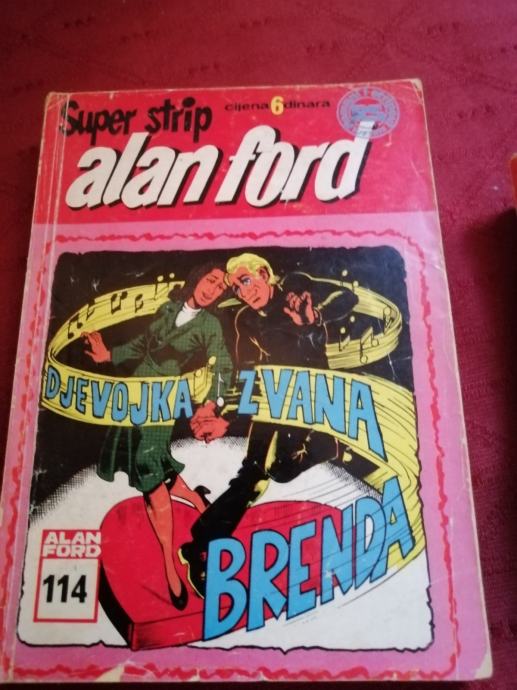 Super strip
cijena 6 dinara
alan ford
DJEVOJKA ZVANA
BRENDA
ALAN
FORD
114